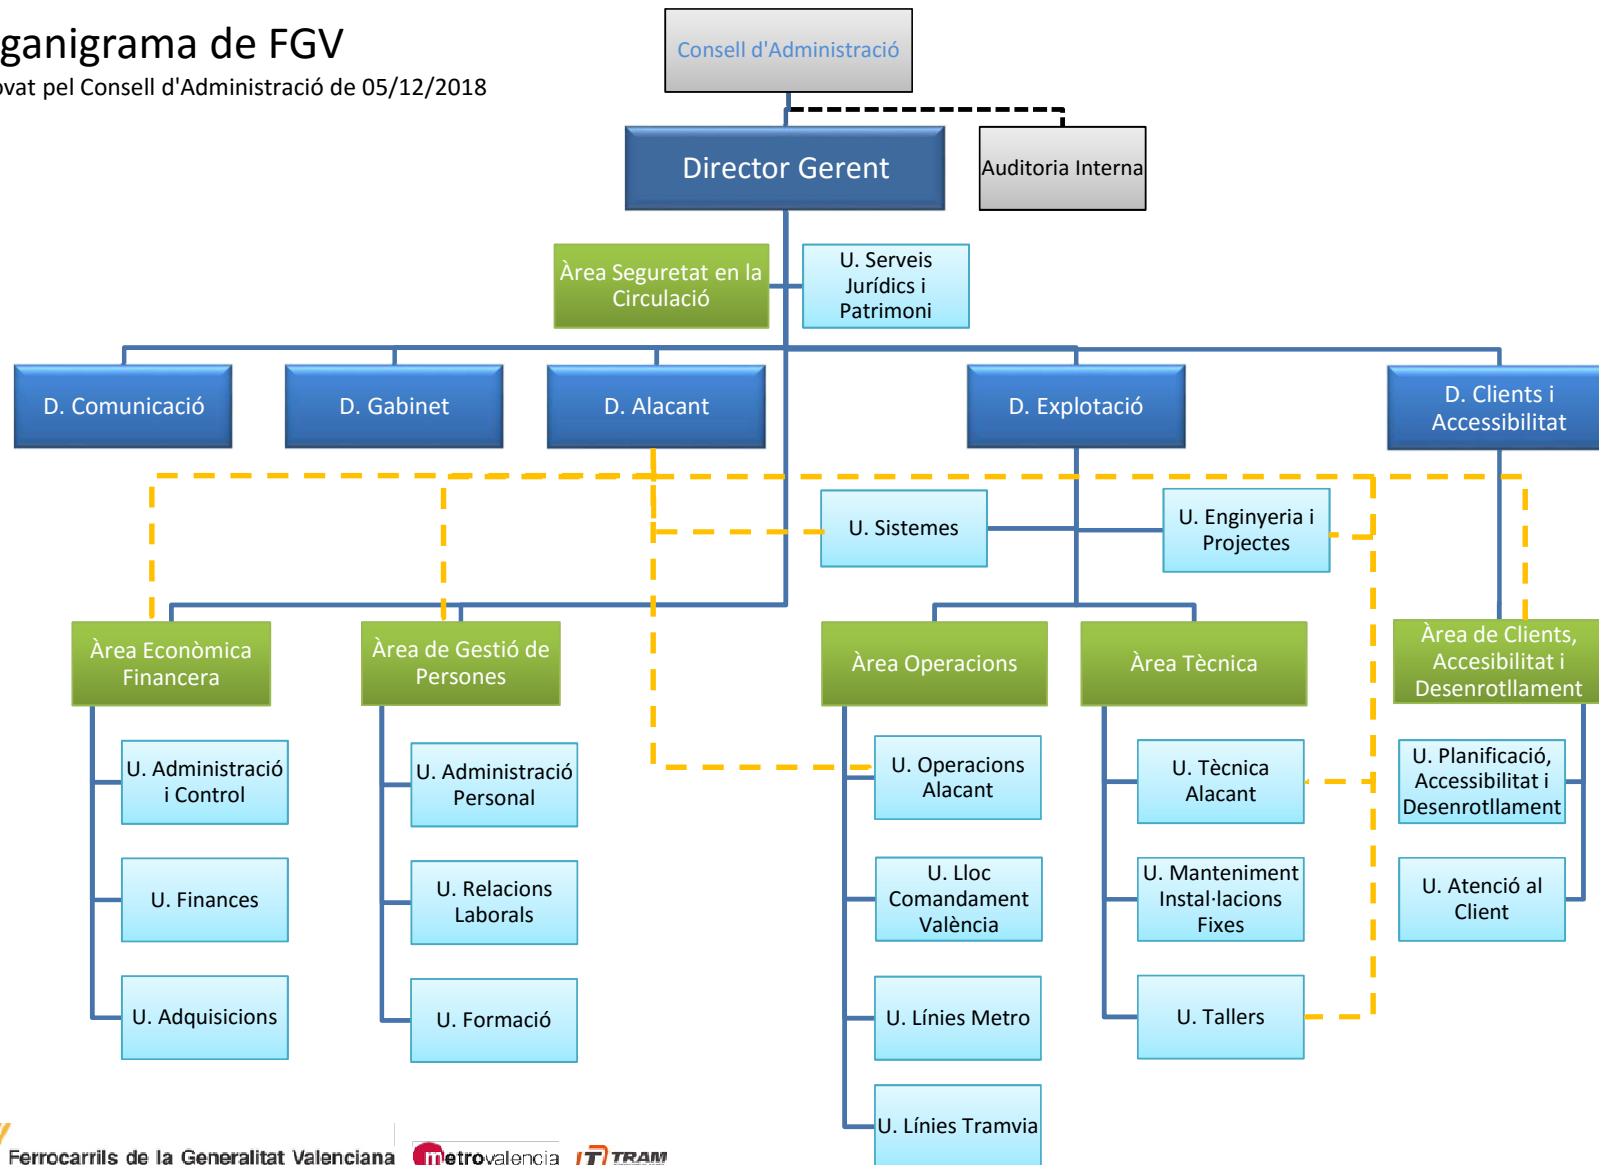 ganigrama de FGV
ovat pel Consell d'Administració de 05/12/2018
Consell d'Administració
Director Gerent
Auditoria Interna
Àrea Seguretat en la
Circulació
U. Serveis
Jurídics i
Patrimoni
D. Comunicació
D. Gabinet
D. Alacant
D. Explotació
D. Clients i
Accessibilitat
U. Sistemes
U. Enginyeria i
Projectes
Àrea Econòmica
Financera
Àrea de Gestió de
Persones
Àrea Operacions
Àrea Tècnica
Àrea de Clients,
Accesibilitat i
Desenrotllament
U. Administració
i Control
U. Administració
Personal
U. Operacions
Alacant
U. Tècnica
Alacant
U. Planificació,
Accessibilitat i
Desenrotllament
U. Finances
U. Relacions
Laborals
U. Lloc
Comandament
València
U. Manteniment
Instal·lacions
Fixes
U. Atenció al
Client
U. Adquisicions
U. Formació
U. Línies Metro
U. Tallers
U. Línies Tramvia
Ferrocarrils de la Generalitat Valenciana
metrovalencia
TRAM